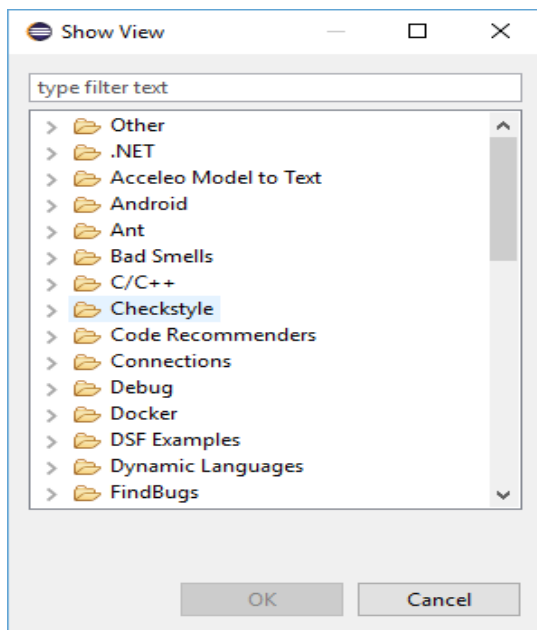 Show View
type filter text
Other
.NET
Acceleo Model to Text
Android
Ant
Bad Smells
C/C++
Checkstyle
Code Recommenders
Connections
Debug
Docker
DSF Examples
Dynamic Languages
FindBugs
OK
Cancel